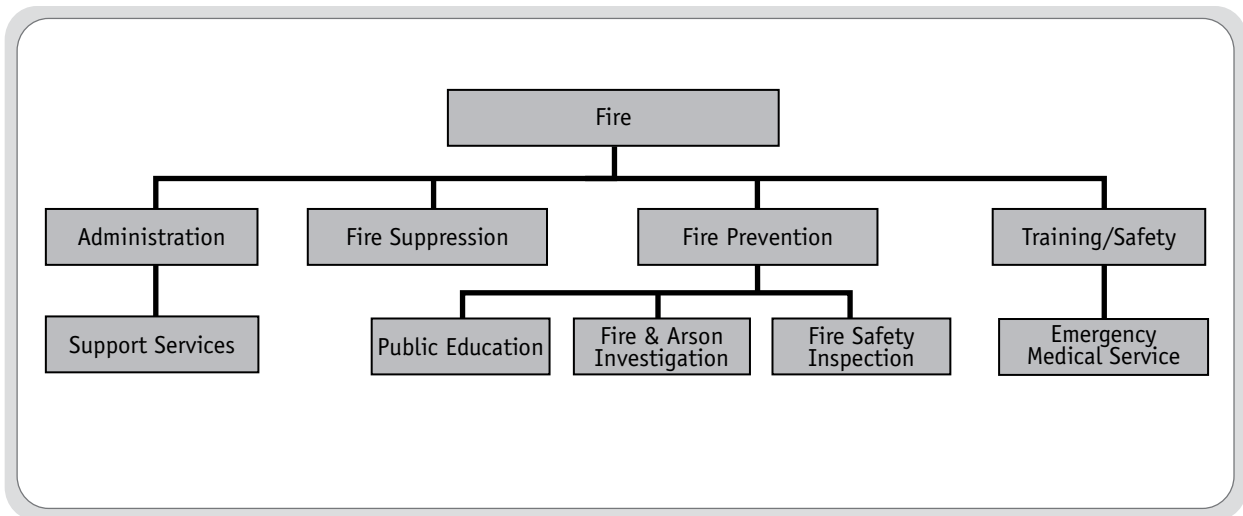 Fire
Administration
Fire Suppression
Fire Prevention
Training/Safety
Support Services
Public Education
Fire & Arson
Investigation
Fire Safety
Inspection
Emergency
Medical Service